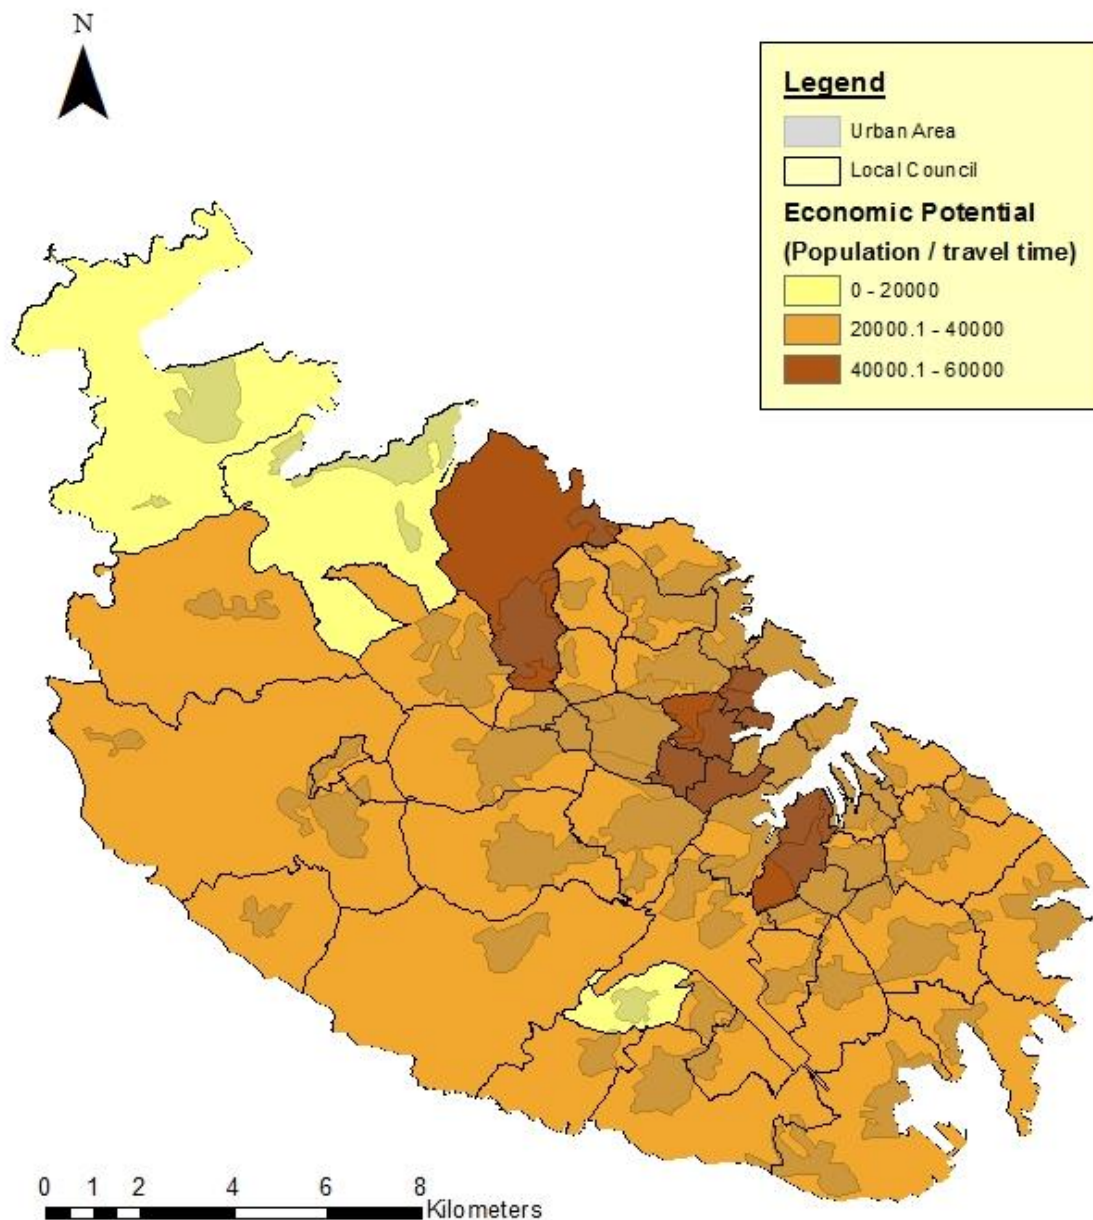 N
Legend
Urban Area
Local Council
Economic Potential
(Population / travel time)
0 - 20000
20000.1 - 40000
40000.1 - 60000
0 1 2 4 6 8
Kilometers